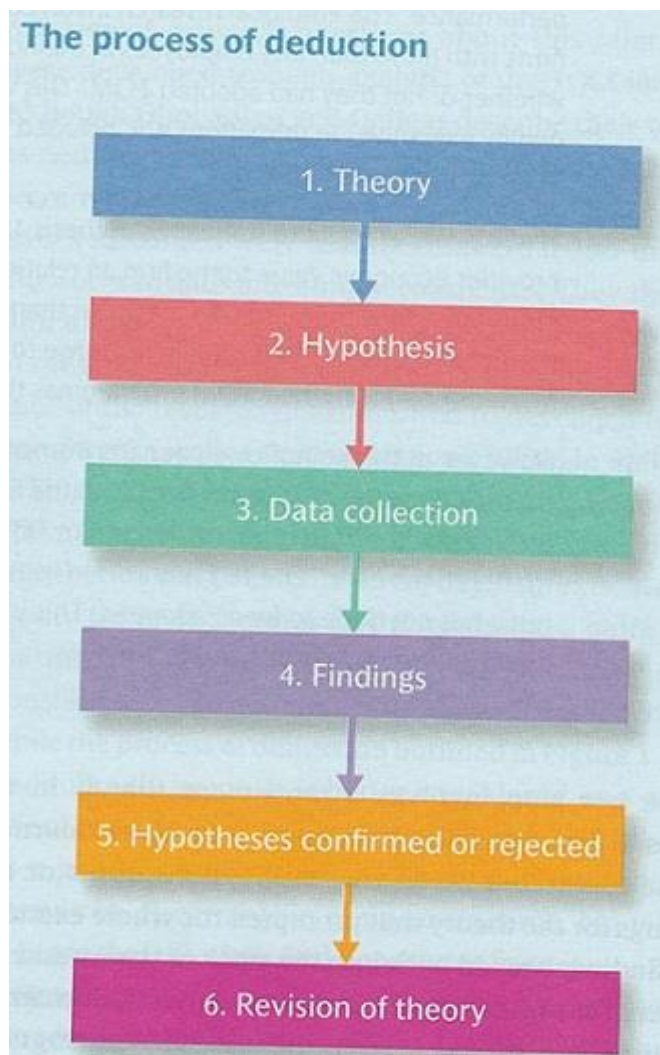 The process of deduction
1. Theory
2. Hypothesis
3. Data collection
4. Findings
5. Hypotheses confirmed or rejected
6. Revision of theory